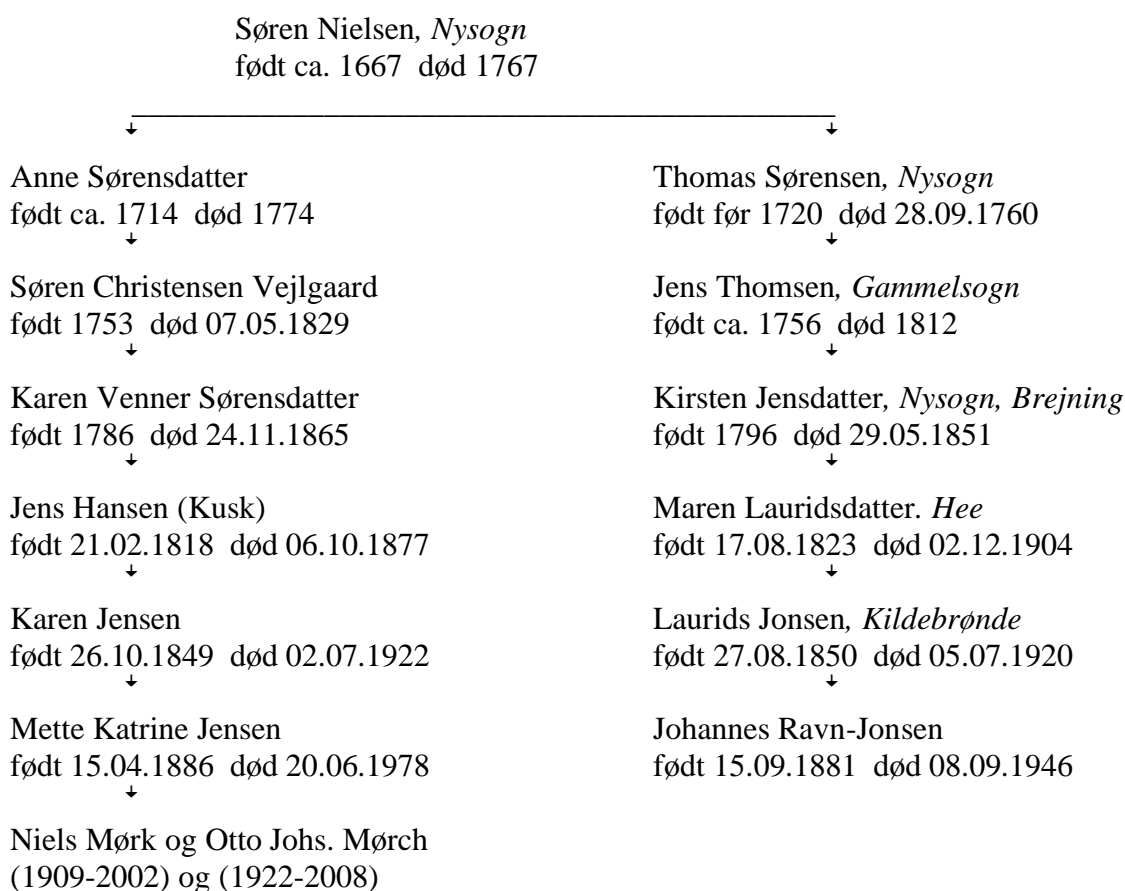 Søren Nielsen, Nysogn
født ca. 1667 død 1767
Anne Sørensdatter
født ca. 1714 død 1774
Søren Christensen Vejlgaard
født 1753 død 07.05.1829
Karen Venner Sørensdatter
født 1786 død 24.11.1865
Jens Hansen (Kusk)
født 21.02.1818 død 06.10.1877
Karen Jensen
født 26.10.1849 død 02.07.1922
Mette Katrine Jensen
født 15.04.1886 død 20.06.1978
Niels Mørk og Otto Johs. Mørch
(1909-2002) og (1922-2008)
Thomas Sørensen, Nysogn
født før 1720 død 28.09.1760
Jens Thomsen, Gammelsogn
født ca. 1756 død 1812
Kirsten Jensdatter, Nysogn, Brejning
født 1796 død 29.05.1851
Maren Lauridsdatter. Hee
født 17.08.1823 død 02.12.1904
Laurids Jonsen, Kildebrønde
født 27.08.1850 død 05.07.1920
Johannes Ravn-Jonsen
født 15.09.1881 død 08.09.1946